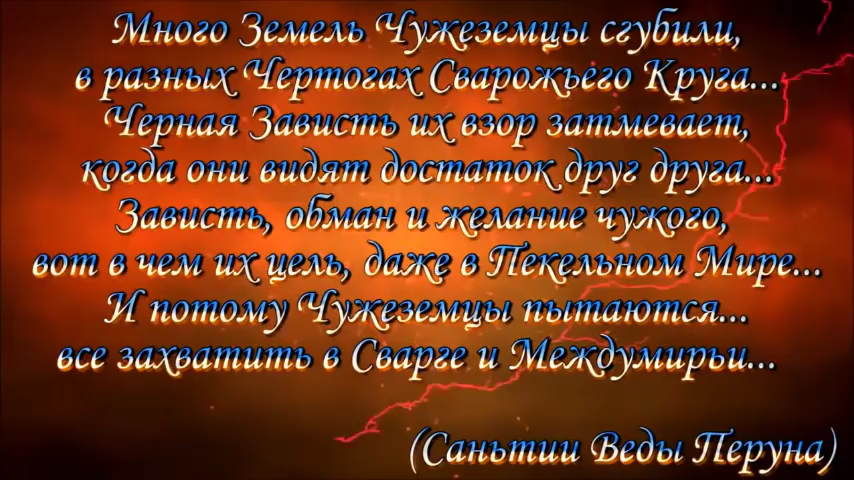 Много Земель Чужеземцы сгубили,
в разных Чертогах Сварожьего Круга...
Черная Зависть их взор затмевает,
когда они видят достаток друг друга...
Зависть, обман и желание чужого,
вот в чем их цель, даже в Пекельном Мире...
И потому Чужеземцы пытаются...
все захватить в Сварге и Междумирьи...
(Саньтии Веды Перуна)